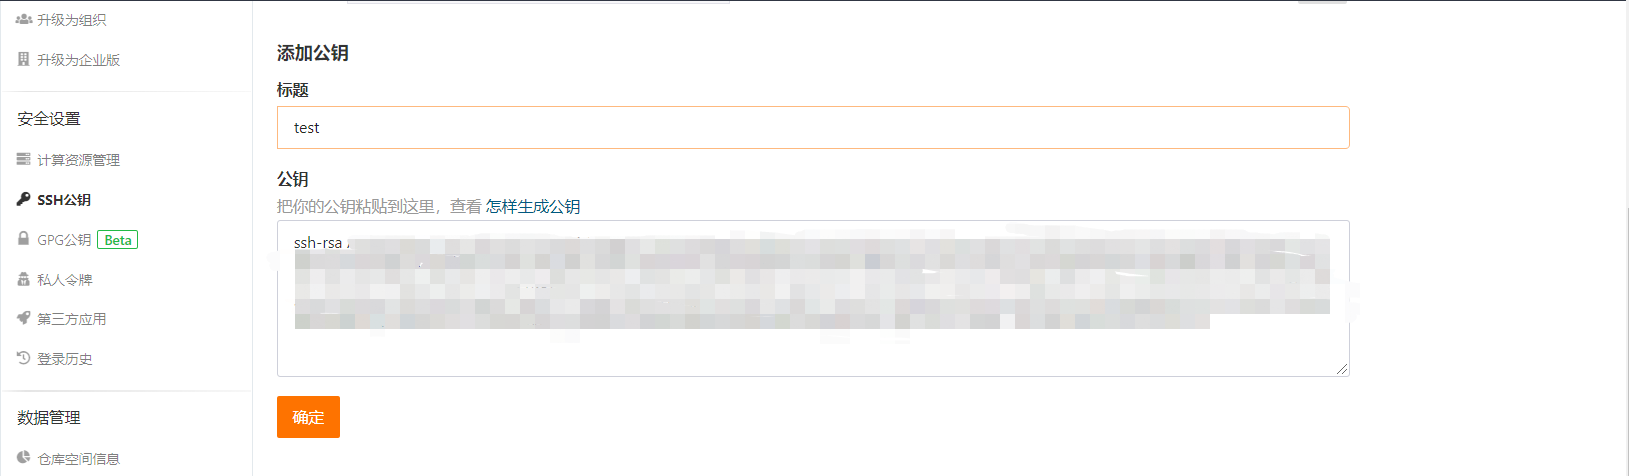 升级为组织
升级为企业版
安全设置
计算资源管理
SSH公钥
GPG公钥 Beta
私人令牌
第三方应用
登录历史
数据管理
仓库空间信息
添加公钥
标题
test
公钥
把你的公钥粘贴到这里，查看 怎样生成公钥
ssh-rsa
确定